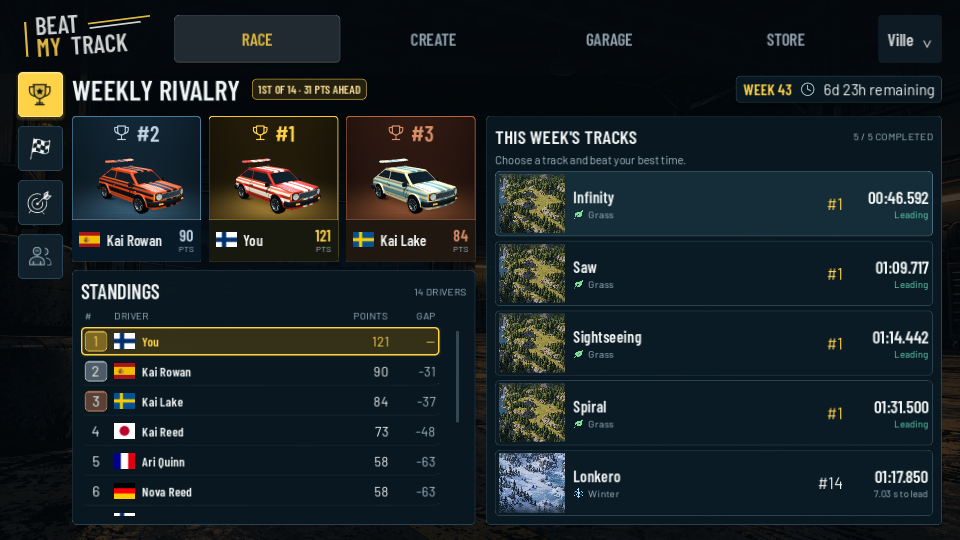 BEAT
MY TRACK
RACE
CREATE
GARAGE
STORE
Ville
WEEKLY RIVALRY
1ST OF 14 · 31 PTS AHEAD
WEEK 43
6d 23h remaining
#2
#1
#3
Kai Rowan
90
PTS
You
121
PTS
Kai Lake
84
PTS
STANDINGS
14 DRIVERS
# DRIVER POINTS GAP
1 You 121 —
2 Kai Rowan 90 -31
3 Kai Lake 84 -37
4 Kai Reed 73 -48
5 Ari Quinn 58 -63
6 Nova Reed 58 -63
THIS WEEK'S TRACKS
5 / 5 COMPLETED
Choose a track and beat your best time.
Infinity
Grass
#1
00:46.592
Leading
Saw
Grass
#1
01:09.717
Leading
Sightseeing
Grass
#1
01:14.442
Leading
Spiral
Grass
#1
01:31.500
Leading
Lonkero
Winter
#14
01:17.850
7.03 s to lead